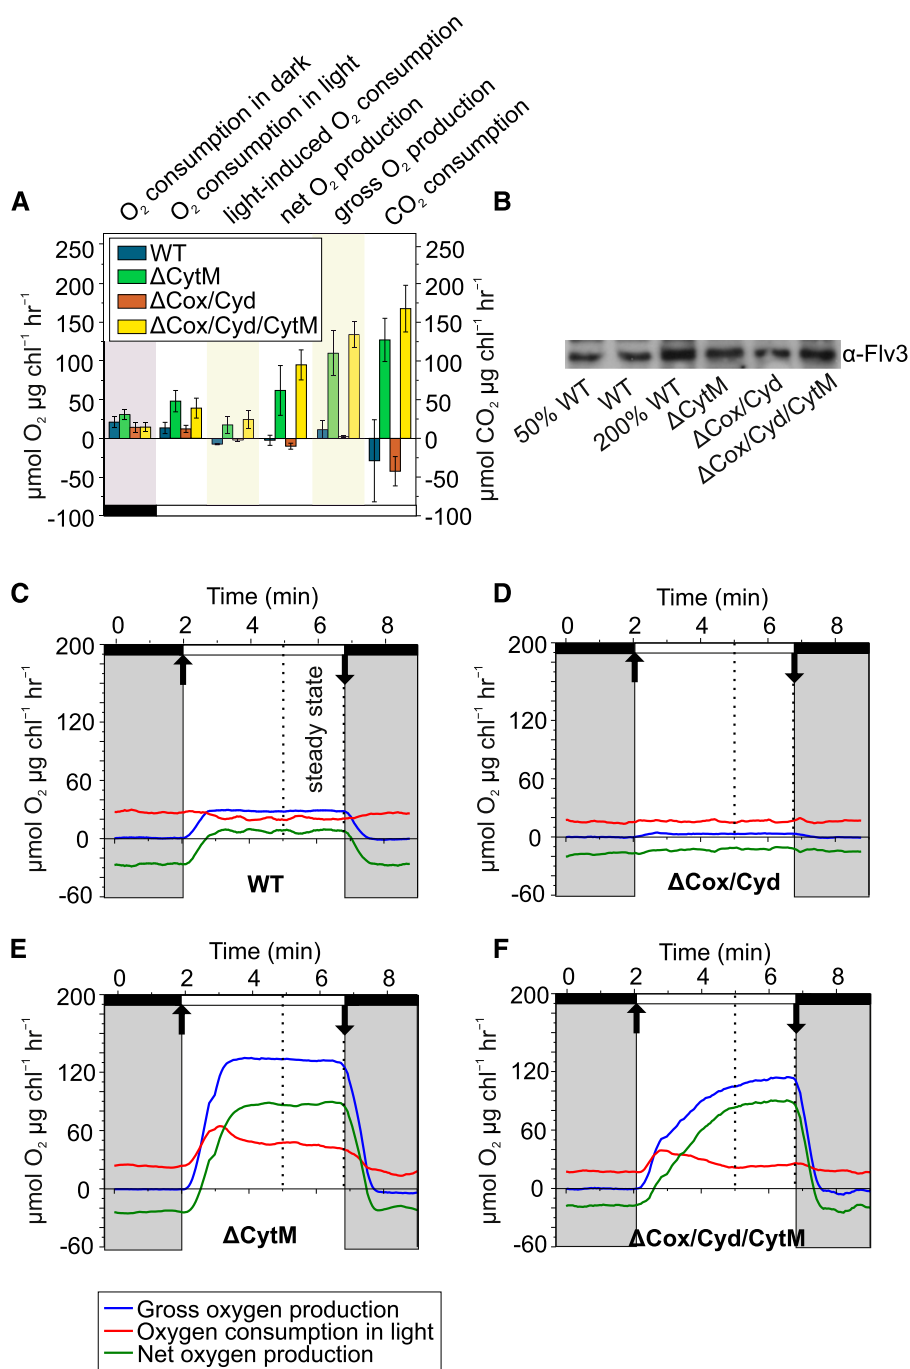 O₂ consumption in dark
O₂ consumption in light
light-induced O₂ consumption
net O₂ production
gross O₂ production
CO₂ consumption
A
B
μmol O₂ μg chl⁻¹ hr⁻¹
250
200
150
100
50
0
-50
-100
WT
ΔCytM
ΔCox/Cyd
ΔCox/Cyd/CytM
250
200
150
100
50
0
-50
-100
μmol CO₂ μg chl⁻¹ hr⁻¹
α-Flv3
50% WT
WT
200% WT
ΔCytM
ΔCox/Cyd
ΔCox/Cyd/CytM
C
Time (min)
0 2 4 6 8
200
120
60
0
-60
μmol O₂ μg chl⁻¹ hr⁻¹
steady state
WT
D
Time (min)
0 2 4 6 8
200
120
60
0
-60
μmol O₂ μg chl⁻¹ hr⁻¹
ΔCox/Cyd
E
Time (min)
0 2 4 6 8
200
120
60
0
-60
μmol O₂ μg chl⁻¹ hr⁻¹
ΔCytM
F
Time (min)
0 2 4 6 8
200
120
60
0
-60
μmol O₂ μg chl⁻¹ hr⁻¹
ΔCox/Cyd/CytM
Gross oxygen production
Oxygen consumption in light
Net oxygen production